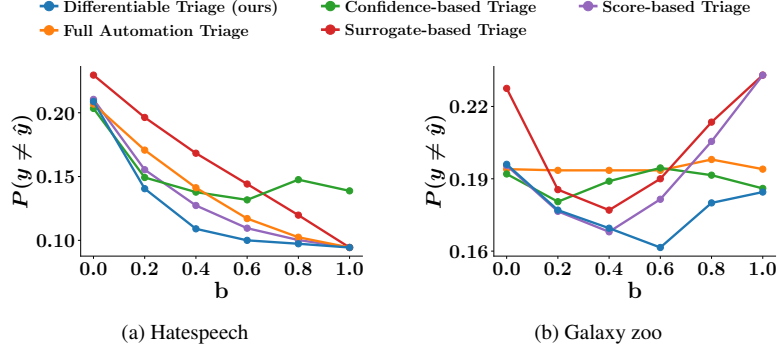 Differentiable Triage (ours) Confidence-based Triage Score-based Triage
Full Automation Triage Surrogate-based Triage
P(y ≠ ŷ)
0.20
0.15
0.10
0.0 0.2 0.4 0.6 0.8 1.0
b
(a) Hatespeech
P(y ≠ ŷ)
0.22
0.19
0.16
0.0 0.2 0.4 0.6 0.8 1.0
b
(b) Galaxy zoo